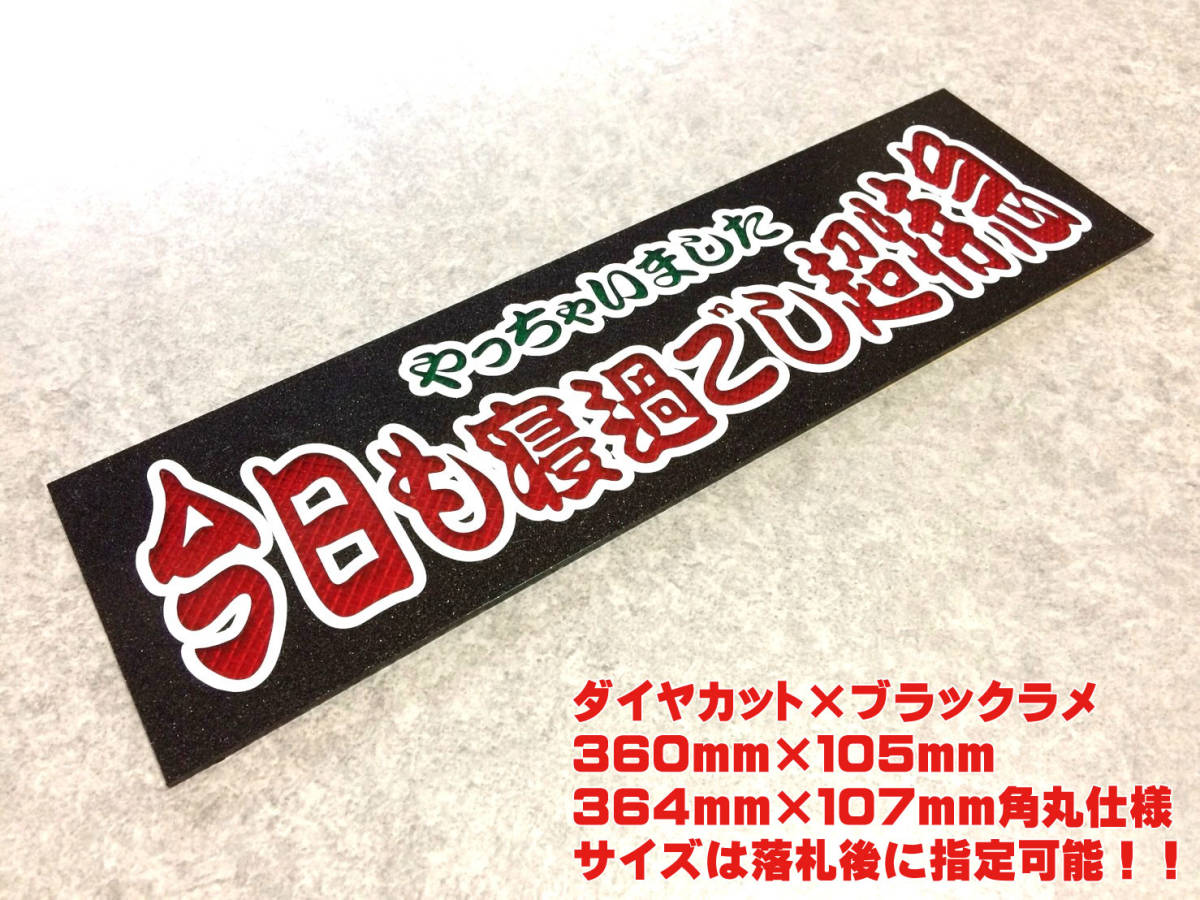 やっちゃいました
今日も寝過ごし超特急
ダイヤカット×ブラックラメ
360mm×105mm
364mm×107mm角丸仕様
サイズは落札後に指定可能！！